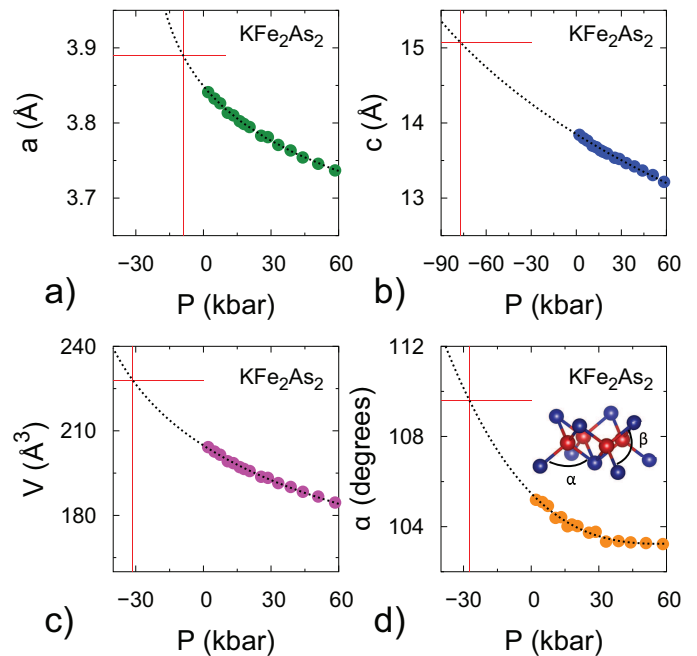 KFe₂As₂
3.9
3.8
3.7
a (Å)
−30 0 30 60
P (kbar)
a)
KFe₂As₂
15
14
13
c (Å)
−90 −60 −30 0 30 60
P (kbar)
b)
KFe₂As₂
240
210
180
V (Å³)
−30 0 30 60
P (kbar)
c)
KFe₂As₂
112
108
104
α (degrees)
β
α
−30 0 30 60
P (kbar)
d)